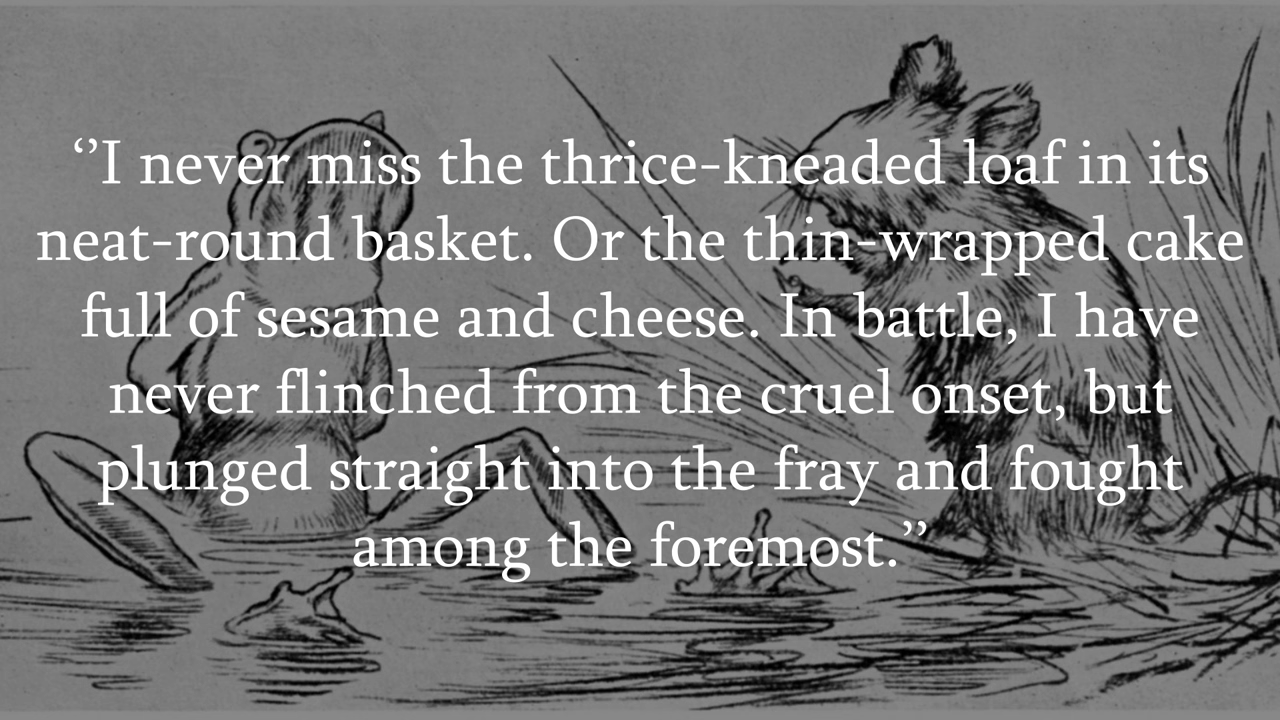 ‘’I never miss the thrice-kneaded loaf in its
neat-round basket. Or the thin-wrapped cake
full of sesame and cheese. In battle, I have
never flinched from the cruel onset, but
plunged straight into the fray and fought
among the foremost.’’